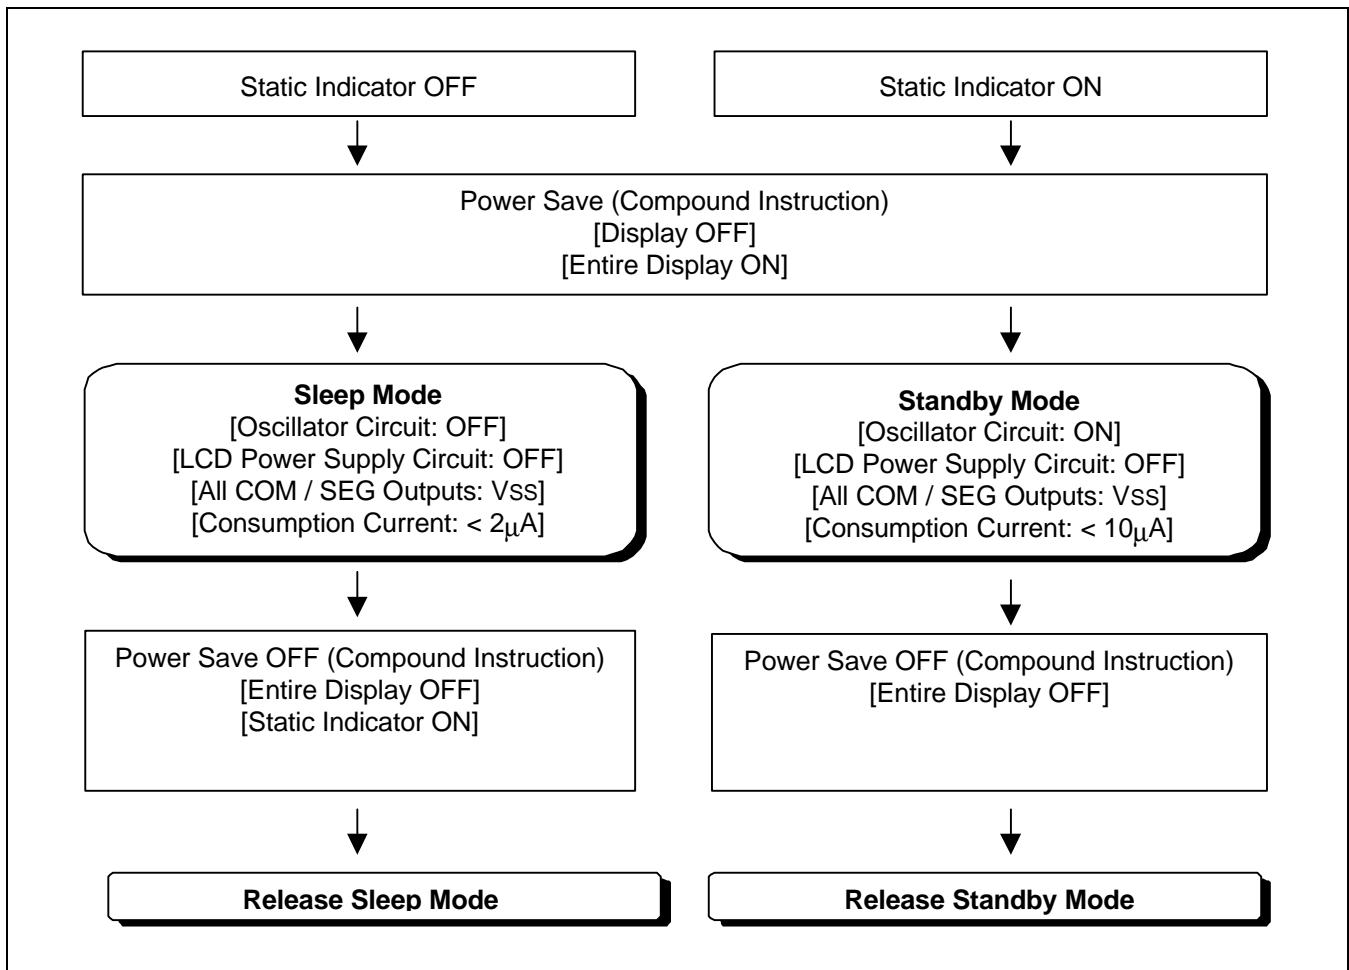 Static Indicator OFF
Static Indicator ON
Power Save (Compound Instruction)
[Display OFF]
[Entire Display ON]
Sleep Mode
[Oscillator Circuit: OFF]
[LCD Power Supply Circuit: OFF]
[All COM / SEG Outputs: VSS]
[Consumption Current: < 2μA]
Standby Mode
[Oscillator Circuit: ON]
[LCD Power Supply Circuit: OFF]
[All COM / SEG Outputs: VSS]
[Consumption Current: < 10μA]
Power Save OFF (Compound Instruction)
[Entire Display OFF]
[Static Indicator ON]
Power Save OFF (Compound Instruction)
[Entire Display OFF]
Release Sleep Mode
Release Standby Mode